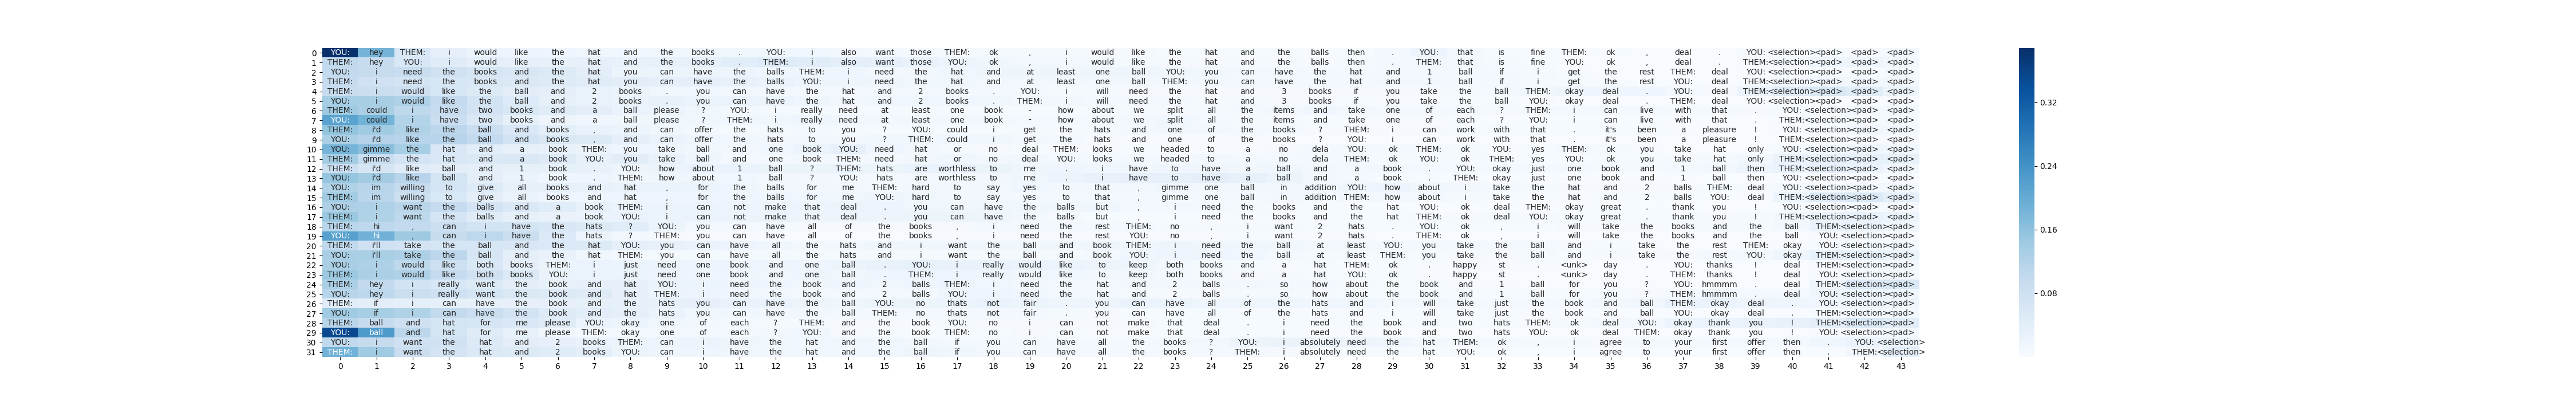 0 YOU: hey THEM: i would like the hat and the books . YOU: i also want those THEM: ok , i would like the hat and the balls then . YOU: that is fine THEM: ok , deal . YOU: <selection> <pad> <pad> <pad>
1 THEM: hey YOU: i would like the hat and the books . THEM: i also want those YOU: ok , i would like the hat and the balls then . THEM: that is fine YOU: ok , deal . THEM: <selection> <pad> <pad> <pad>
2 YOU: i need the books and the hat you can have the balls THEM: i need the hat and at least one ball YOU: you can have the hat and 1 ball if i get the rest THEM: deal YOU: <selection> <pad> <pad> <pad>
3 THEM: i need the books and the hat you can have the balls YOU: i need the hat and at least one ball THEM: you can have the hat and 1 ball if i get the rest YOU: deal THEM: <selection> <pad> <pad> <pad>
4 THEM: i would like the ball and 2 books . you can have the hat and 2 books . YOU: i will need the hat and 3 books if you take the ball THEM: okay deal . YOU: deal THEM: <selection> <pad> <pad> <pad>
5 YOU: i would like the ball and 2 books . you can have the hat and 2 books . THEM: i will need the hat and 3 books if you take the ball YOU: okay deal . THEM: deal YOU: <selection> <pad> <pad> <pad>
6 THEM: could i have two books and a ball please ? YOU: i really need at least one book - how about we split all the items and take one of each ? THEM: i can live with that . YOU: <selection> <pad> <pad>
7 YOU: could i have two books and a ball please ? THEM: i really need at least one book - how about we split all the items and take one of each ? YOU: i can live with that . THEM: <selection> <pad> <pad>
8 THEM: i'd like the ball and books , and can offer the hats to you ? YOU: could i get the hats and one of the books ? THEM: i can work with that . it's been a pleasure ! YOU: <selection> <pad> <pad>
9 YOU: i'd like the ball and books , and can offer the hats to you ? THEM: could i get the hats and one of the books ? YOU: i can work with that . it's been a pleasure ! THEM: <selection> <pad> <pad>
10 YOU: gimme the hat and a book THEM: you take ball and one book YOU: need hat or no deal THEM: looks we headed to a no dela YOU: ok THEM: ok YOU: yes THEM: ok you take hat only YOU: <selection> <pad> <pad>
11 THEM: gimme the hat and a book YOU: you take ball and one book THEM: need hat or no deal YOU: looks we headed to a no dela THEM: ok YOU: ok THEM: yes YOU: ok you take hat only THEM: <selection> <pad> <pad>
12 THEM: i'd like ball and 1 book . YOU: how about 1 ball ? THEM: hats are worthless to me . i have to have a ball and a book . YOU: okay just one book and 1 ball then THEM: <selection> <pad> <pad>
13 YOU: i'd like ball and 1 book . THEM: how about 1 ball ? YOU: hats are worthless to me . i have to have a ball and a book . THEM: okay just one book and 1 ball then YOU: <selection> <pad> <pad>
14 YOU: im willing to give all books and hat , for the balls for me THEM: hard to say yes to that , gimme one ball in addition YOU: how about i take the hat and 2 balls THEM: deal YOU: <selection> <pad> <pad>
15 THEM: im willing to give all books and hat , for the balls for me YOU: hard to say yes to that , gimme one ball in addition THEM: how about i take the hat and 2 balls YOU: deal THEM: <selection> <pad> <pad>
16 YOU: i want the balls and a book THEM: i can not make that deal . you can have the balls but , i need the books and the hat YOU: ok deal THEM: okay great . thank you ! YOU: <selection> <pad> <pad>
17 THEM: i want the balls and a book YOU: i can not make that deal . you can have the balls but , i need the books and the hat THEM: ok deal YOU: okay great . thank you ! THEM: <selection> <pad> <pad>
18 THEM: hi , can i have the hats ? YOU: you can have all of the books , i need the rest THEM: no , i want 2 hats . YOU: ok , i will take the books and the ball THEM: <selection> <pad>
19 YOU: hi , can i have the hats ? THEM: you can have all of the books , i need the rest YOU: no , i want 2 hats . THEM: ok , i will take the books and the ball YOU: <selection> <pad>
20 THEM: i'll take the ball and the hat YOU: you can have all the hats and i want the ball and book THEM: i need the ball at least YOU: you take the ball and i take the rest THEM: okay YOU: <selection> <pad>
21 YOU: i'll take the ball and the hat THEM: you can have all the hats and i want the ball and book YOU: i need the ball at least THEM: you take the ball and i take the rest YOU: okay THEM: <selection> <pad>
22 YOU: i would like both books THEM: i just need one book and one ball . YOU: i really would like to keep both books and a hat THEM: ok . happy st . <unk> day . YOU: thanks ! deal THEM: <selection> <pad>
23 THEM: i would like both books YOU: i just need one book and one ball . THEM: i really would like to keep both books and a hat YOU: ok . happy st . <unk> day . THEM: thanks ! deal YOU: <selection> <pad>
24 THEM: hey i really want the book and hat YOU: i need the book and 2 balls THEM: i need the hat and 2 balls . so how about the book and 1 ball for you ? YOU: hmmmm . deal THEM: <selection> <pad>
25 YOU: hey i really want the book and hat THEM: i need the book and 2 balls YOU: i need the hat and 2 balls . so how about the book and 1 ball for you ? THEM: hmmmm . deal YOU: <selection> <pad>
26 THEM: if i can have the book and the hats you can have the ball YOU: no thats not fair . you can have all of the hats and i will take just the book and ball THEM: okay deal . YOU: <selection> <pad>
27 YOU: if i can have the book and the hats you can have the ball THEM: no thats not fair . you can have all of the hats and i will take just the book and ball YOU: okay deal . THEM: <selection> <pad>
28 THEM: ball and hat for me please YOU: okay one of each ? THEM: and the book YOU: no i can not make that deal . i need the book and two hats THEM: ok deal YOU: okay thank you ! THEM: <selection> <pad>
29 YOU: ball and hat for me please THEM: okay one of each ? YOU: and the book THEM: no i can not make that deal . i need the book and two hats YOU: ok deal THEM: okay thank you ! YOU: <selection> <pad>
30 YOU: i want the hat and 2 books THEM: can i have the hat and the ball if you can have all the books ? YOU: i absolutely need the hat THEM: ok , i agree to your first offer then . YOU: <selection>
31 THEM: i want the hat and 2 books YOU: can i have the hat and the ball if you can have all the books ? THEM: i absolutely need the hat YOU: ok , i agree to your first offer then . THEM: <selection>
0 1 2 3 4 5 6 7 8 9 10 11 12 13 14 15 16 17 18 19 20 21 22 23 24 25 26 27 28 29 30 31 32 33 34 35 36 37 38 39 40 41 42 43
0.32
0.24
0.16
0.08